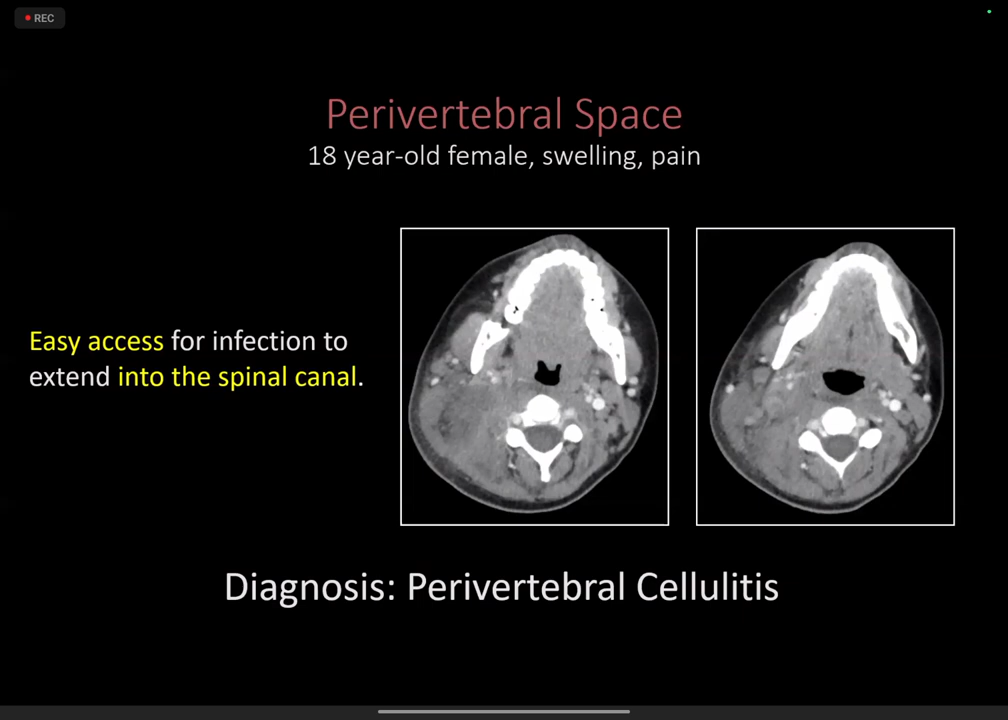 REC
Perivertebral Space
18 year-old female, swelling, pain
Easy access for infection to
extend into the spinal canal.
Diagnosis: Perivertebral Cellulitis